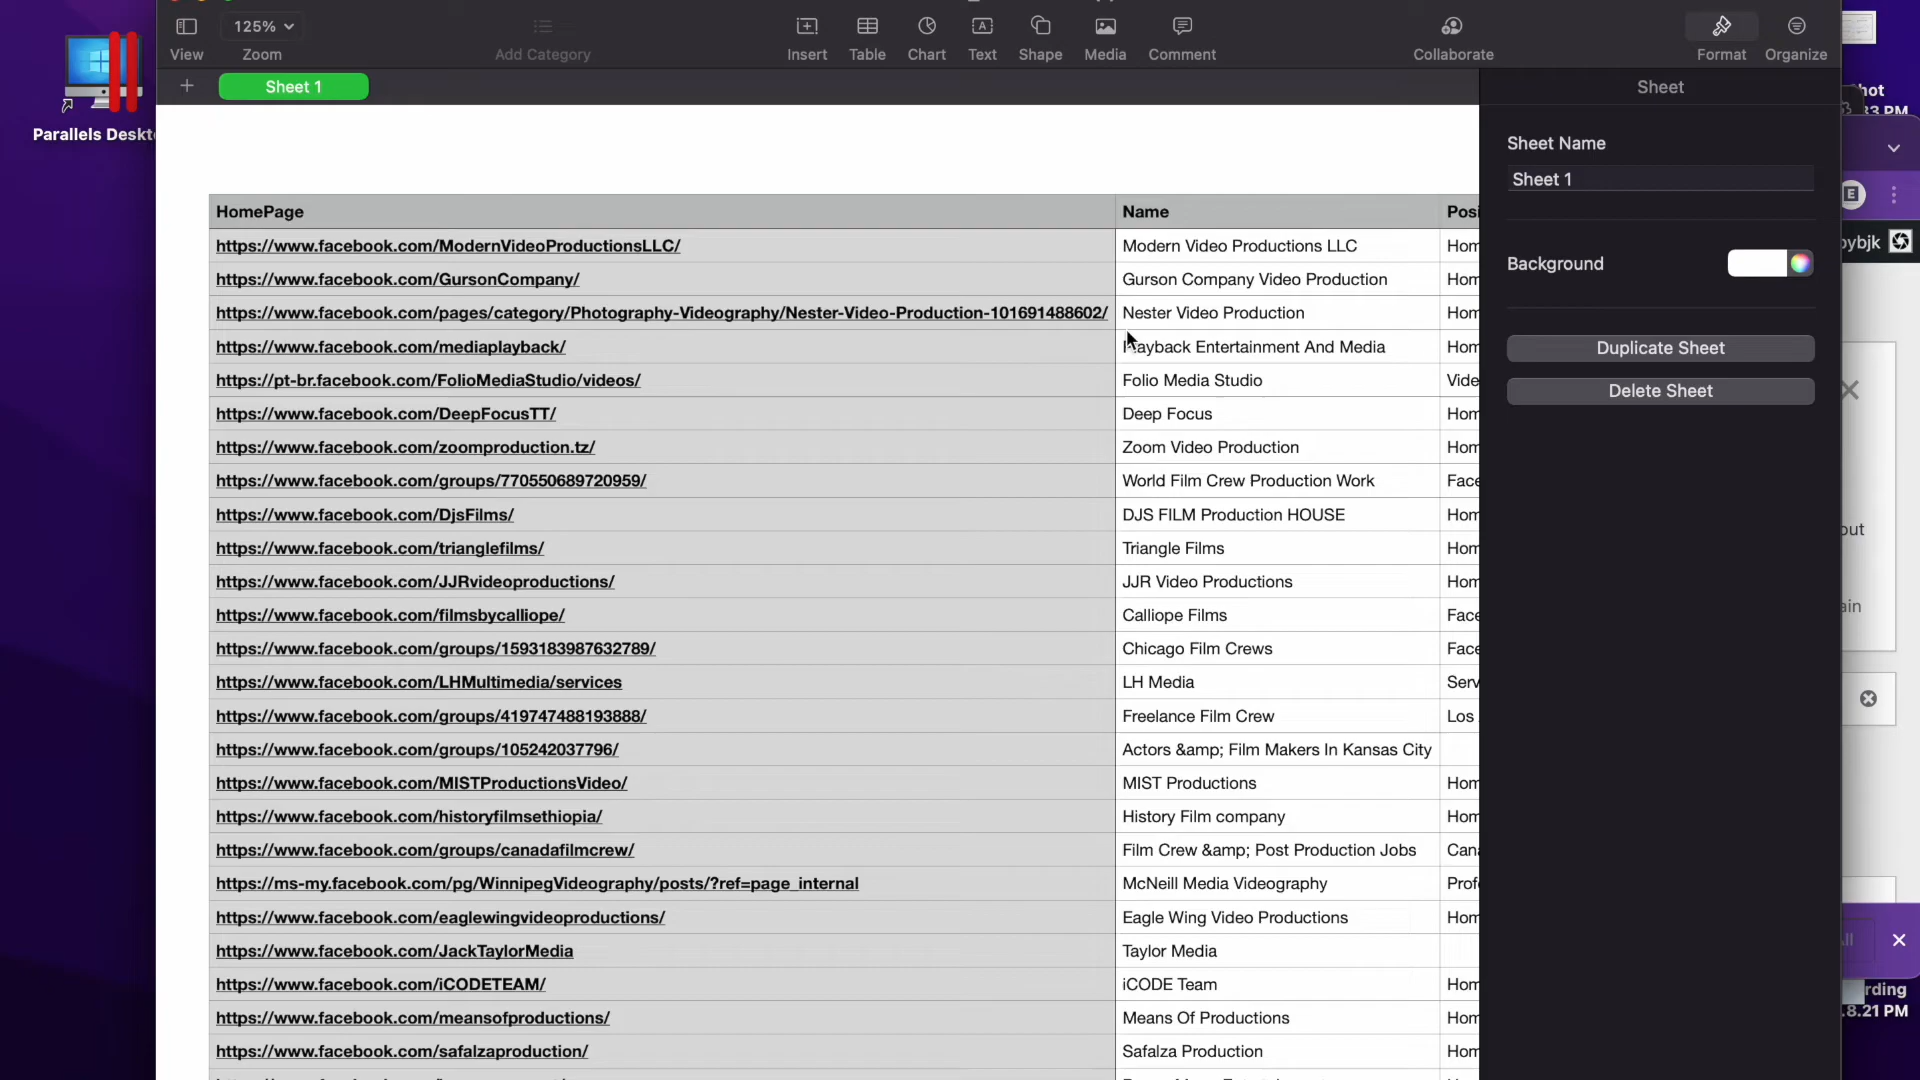 125%
View
Zoom
Add Category
Insert
Table
Chart
Text
Shape
Media
Comment
Collaborate
Format
Organize
Sheet 1
Sheet
Parallels Deskt
Sheet Name
Sheet 1
Background
Duplicate Sheet
Delete Sheet
HomePage Name Posi
https://www.facebook.com/ModernVideoProductionsLLC/ Modern Video Productions LLC Hom
https://www.facebook.com/GursonCompany/ Gurson Company Video Production Hom
https://www.facebook.com/pages/category/Photography-Videography/Nester-Video-Production-101691488602/ Nester Video Production Hom
https://www.facebook.com/mediaplayback/ Playback Entertainment And Media Hom
https://pt-br.facebook.com/FolioMediaStudio/videos/ Folio Media Studio Vide
https://www.facebook.com/DeepFocusTT/ Deep Focus Hom
https://www.facebook.com/zoomproduction.tz/ Zoom Video Production Hom
https://www.facebook.com/groups/770550689720959/ World Film Crew Production Work Face
https://www.facebook.com/DjsFilms/ DJS FILM Production HOUSE Hom
https://www.facebook.com/trianglefilms/ Triangle Films Hom
https://www.facebook.com/JJRvideoproductions/ JJR Video Productions Hom
https://www.facebook.com/filmsbycalliope/ Calliope Films Face
https://www.facebook.com/groups/1593183987632789/ Chicago Film Crews Face
https://www.facebook.com/LHMultimedia/services LH Media Serv
https://www.facebook.com/groups/419747488193888/ Freelance Film Crew Los
https://www.facebook.com/groups/105242037796/ Actors &amp; Film Makers In Kansas City
https://www.facebook.com/MISTProductionsVideo/ MIST Productions Hom
https://www.facebook.com/historyfilmsethiopia/ History Film company Hom
https://www.facebook.com/groups/canadafilmcrew/ Film Crew &amp; Post Production Jobs Cana
https://ms-my.facebook.com/pg/WinnipegVideography/posts/?ref=page_internal McNeill Media Videography Prof
https://www.facebook.com/eaglewingvideoproductions/ Eagle Wing Video Productions Hom
https://www.facebook.com/JackTaylorMedia Taylor Media
https://www.facebook.com/iCODETEAM/ iCODE Team Hom
https://www.facebook.com/meansofproductions/ Means Of Productions Hom
https://www.facebook.com/safalzaproduction/ Safalza Production Hom
hot
33 PM
E
oybjk
out
ain
rding
.8.21 PM